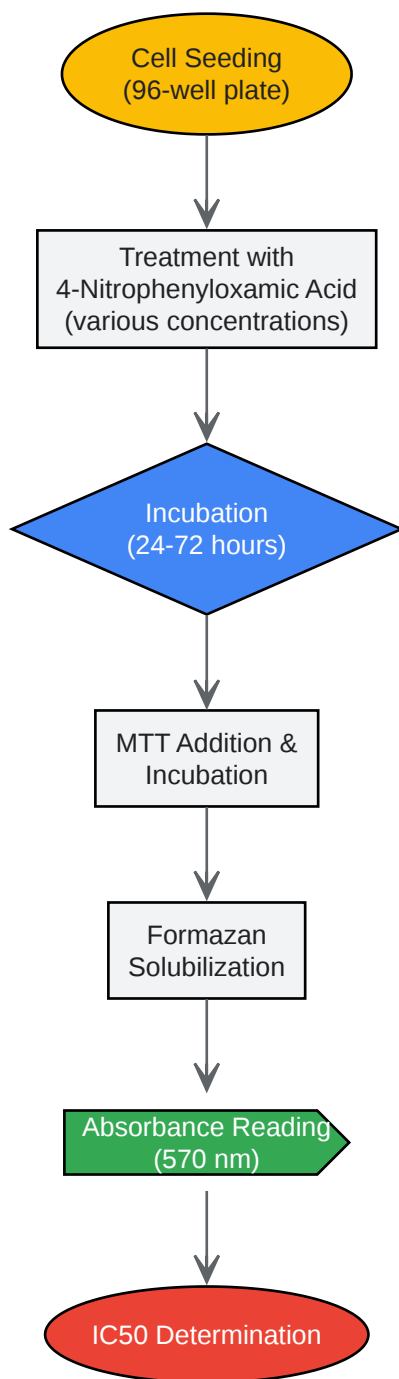 Cell Seeding
(96-well plate)
Treatment with
4-Nitrophenyloxamic Acid
(various concentrations)
Incubation
(24-72 hours)
MTT Addition &
Incubation
Formazan
Solubilization
Absorbance Reading
(570 nm)
IC50 Determination